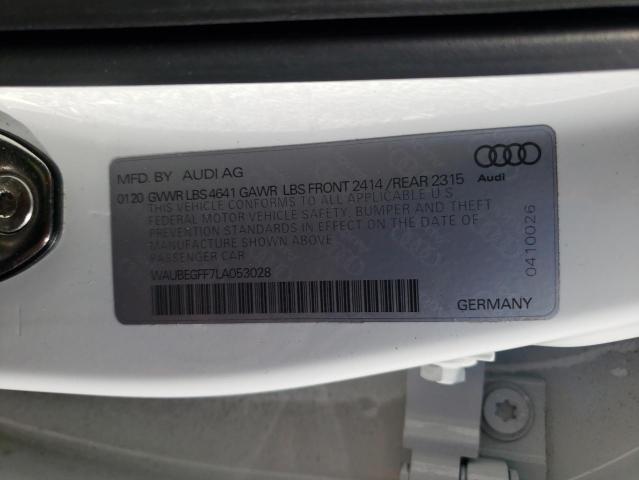 MFD. BY AUDI AG
0120 GVWR LBS 4641 GAWR LBS FRONT 2414 /REAR 2315
THIS VEHICLE CONFORMS TO ALL APPLICABLE U S
FEDERAL MOTOR VEHICLE SAFETY, BUMPER AND THEFT
PREVENTION STANDARDS IN EFFECT ON THE DATE OF
MANUFACTURE SHOWN ABOVE
PASSENGER CAR
WAUBEGFF7LA053028
Audi
0410026
GERMANY